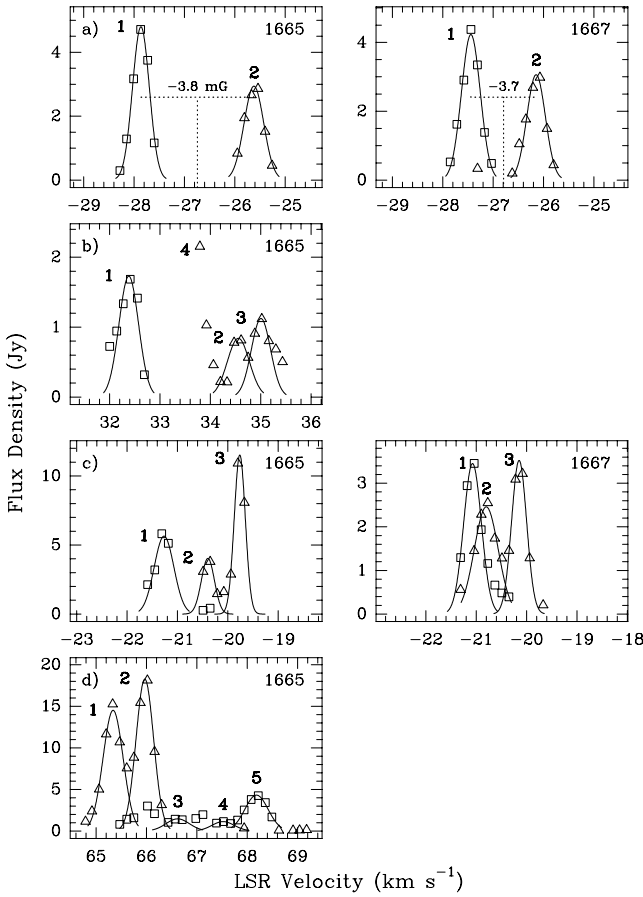 a) 1665
1 2
−3.8 mG
4
2
0
−29 −28 −27 −26 −25
1667
1 2
−3.7
4
2
0
−29 −28 −27 −26 −25
b) 1665
4
1 2 3
2
1
0
32 33 34 35 36
c) 1665
3
1 2
10
5
0
−23 −22 −21 −20 −19 −18
1667
1 2 3
3
2
1
0
−22 −21 −20 −19 −18
d) 1665
1 2
3 4 5
20
15
10
5
0
65 66 67 68 69
Flux Density (Jy)
LSR Velocity (km s⁻¹)